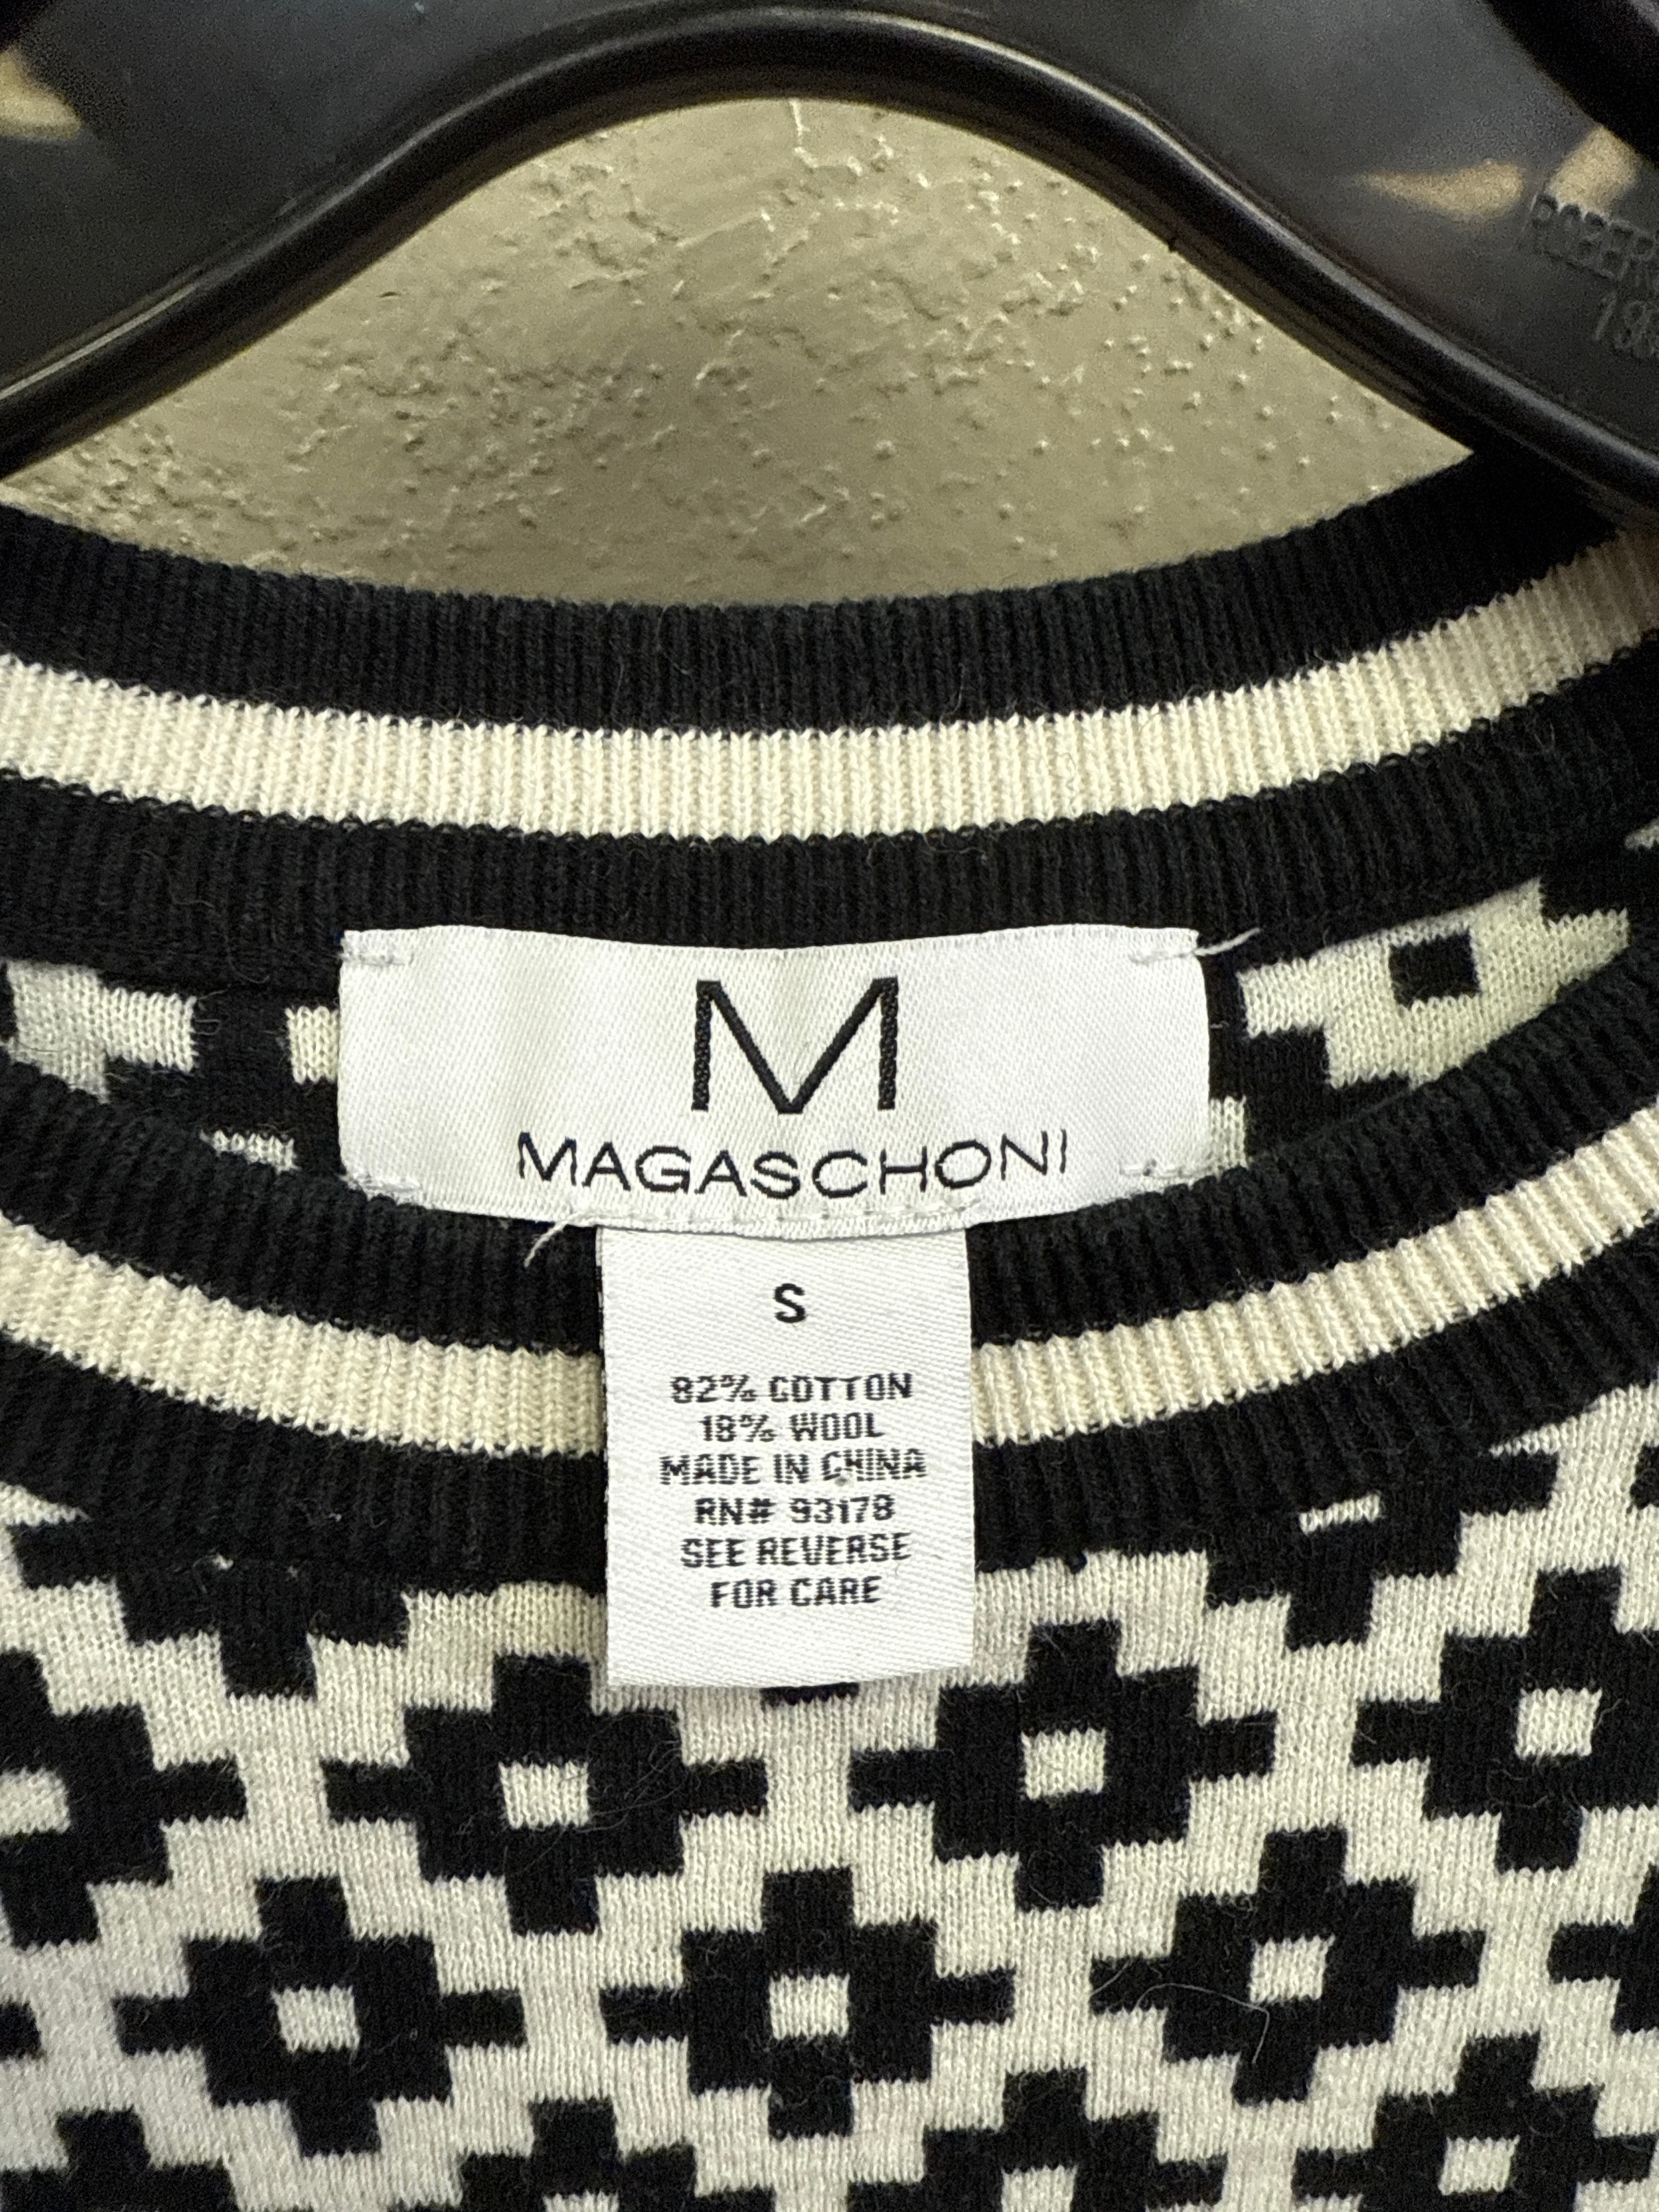 M
MAGASCHONI
S
82% COTTON
18% WOOL
MADE IN CHINA
RN# 93178
SEE REVERSE
FOR CARE